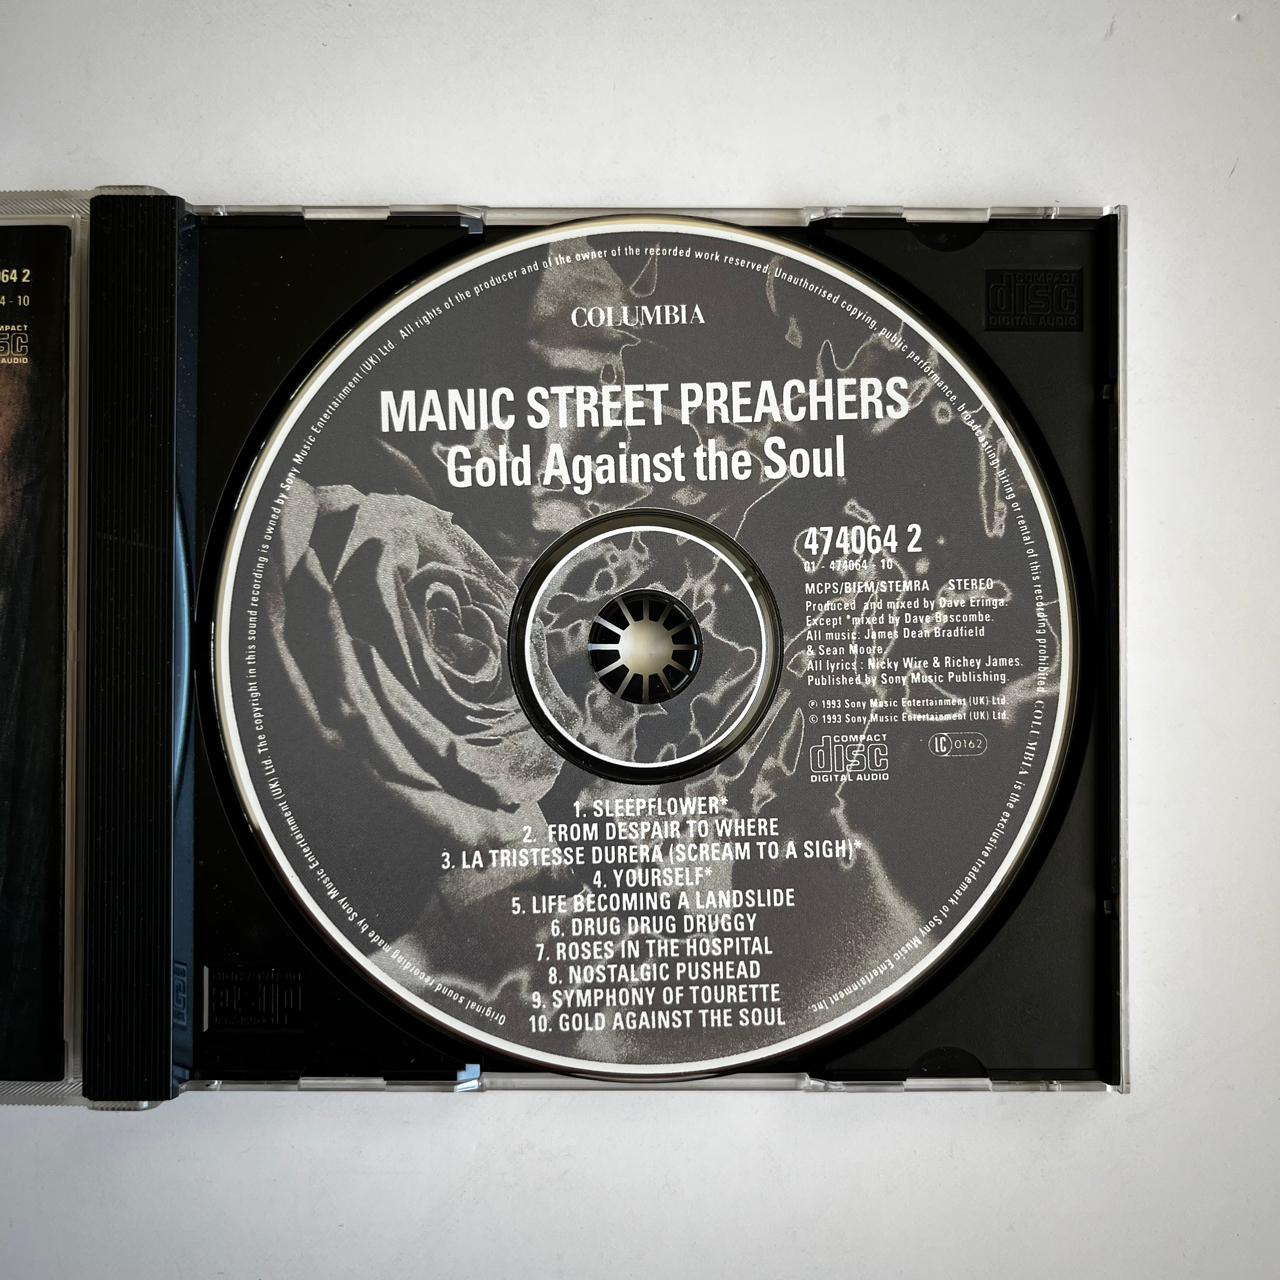 064 2
4 - 10
COMPACT
disc
DIGITAL AUDIO
COLUMBIA
MANIC STREET PREACHERS
Gold Against the Soul
474064 2
01 - 474064 - 10
MCPS/BIEM/STEMRA STEREO
Produced and mixed by Dave Eringa.
Except *mixed by Dave Bascombe.
All music: James Dean Bradfield
& Sean Moore.
All lyrics : Nicky Wire & Richey James.
Published by Sony Music Publishing.
℗ 1993 Sony Music Entertainment (UK) Ltd.
© 1993 Sony Music Entertainment (UK) Ltd.
COMPACT
disc
DIGITAL AUDIO
LC 0162
1. SLEEPFLOWER*
2. FROM DESPAIR TO WHERE
3. LA TRISTESSE DURERA (SCREAM TO A SIGH)*
4. YOURSELF*
5. LIFE BECOMING A LANDSLIDE
6. DRUG DRUG DRUGGY
7. ROSES IN THE HOSPITAL
8. NOSTALGIC PUSHEAD
9. SYMPHONY OF TOURETTE
10. GOLD AGAINST THE SOUL
Original sound recording made by Sony Music Entertainment (UK) Ltd. The copyright in this sound recording is owned by Sony Music Entertainment (UK) Ltd. All rights of the producer and of the owner of the recorded work reserved. Unauthorised copying, public performance, broadcasting, hiring or rental of this recording prohibited. COLUMBIA is the exclusive trademark of Sony Music Entertainment Inc.